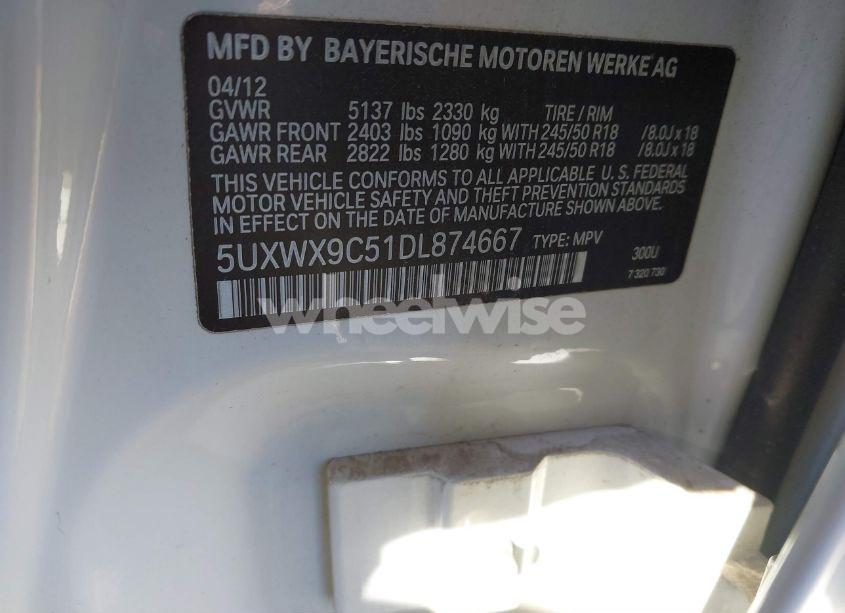 MFD BY BAYERISCHE MOTOREN WERKE AG
04/12
GVWR 5137 lbs 2330 kg TIRE / RIM
GAWR FRONT 2403 lbs 1090 kg WITH 245/50 R18 /8.0J x 18
GAWR REAR 2822 lbs 1280 kg WITH 245/50 R18 /8.0J x 18
THIS VEHICLE CONFORMS TO ALL APPLICABLE U. S. FEDERAL
MOTOR VEHICLE SAFETY AND THEFT PREVENTION STANDARDS
IN EFFECT ON THE DATE OF MANUFACTURE SHOWN ABOVE.
5UXWX9C51DL874667 TYPE: MPV 300U
7 320 730
wheelwise